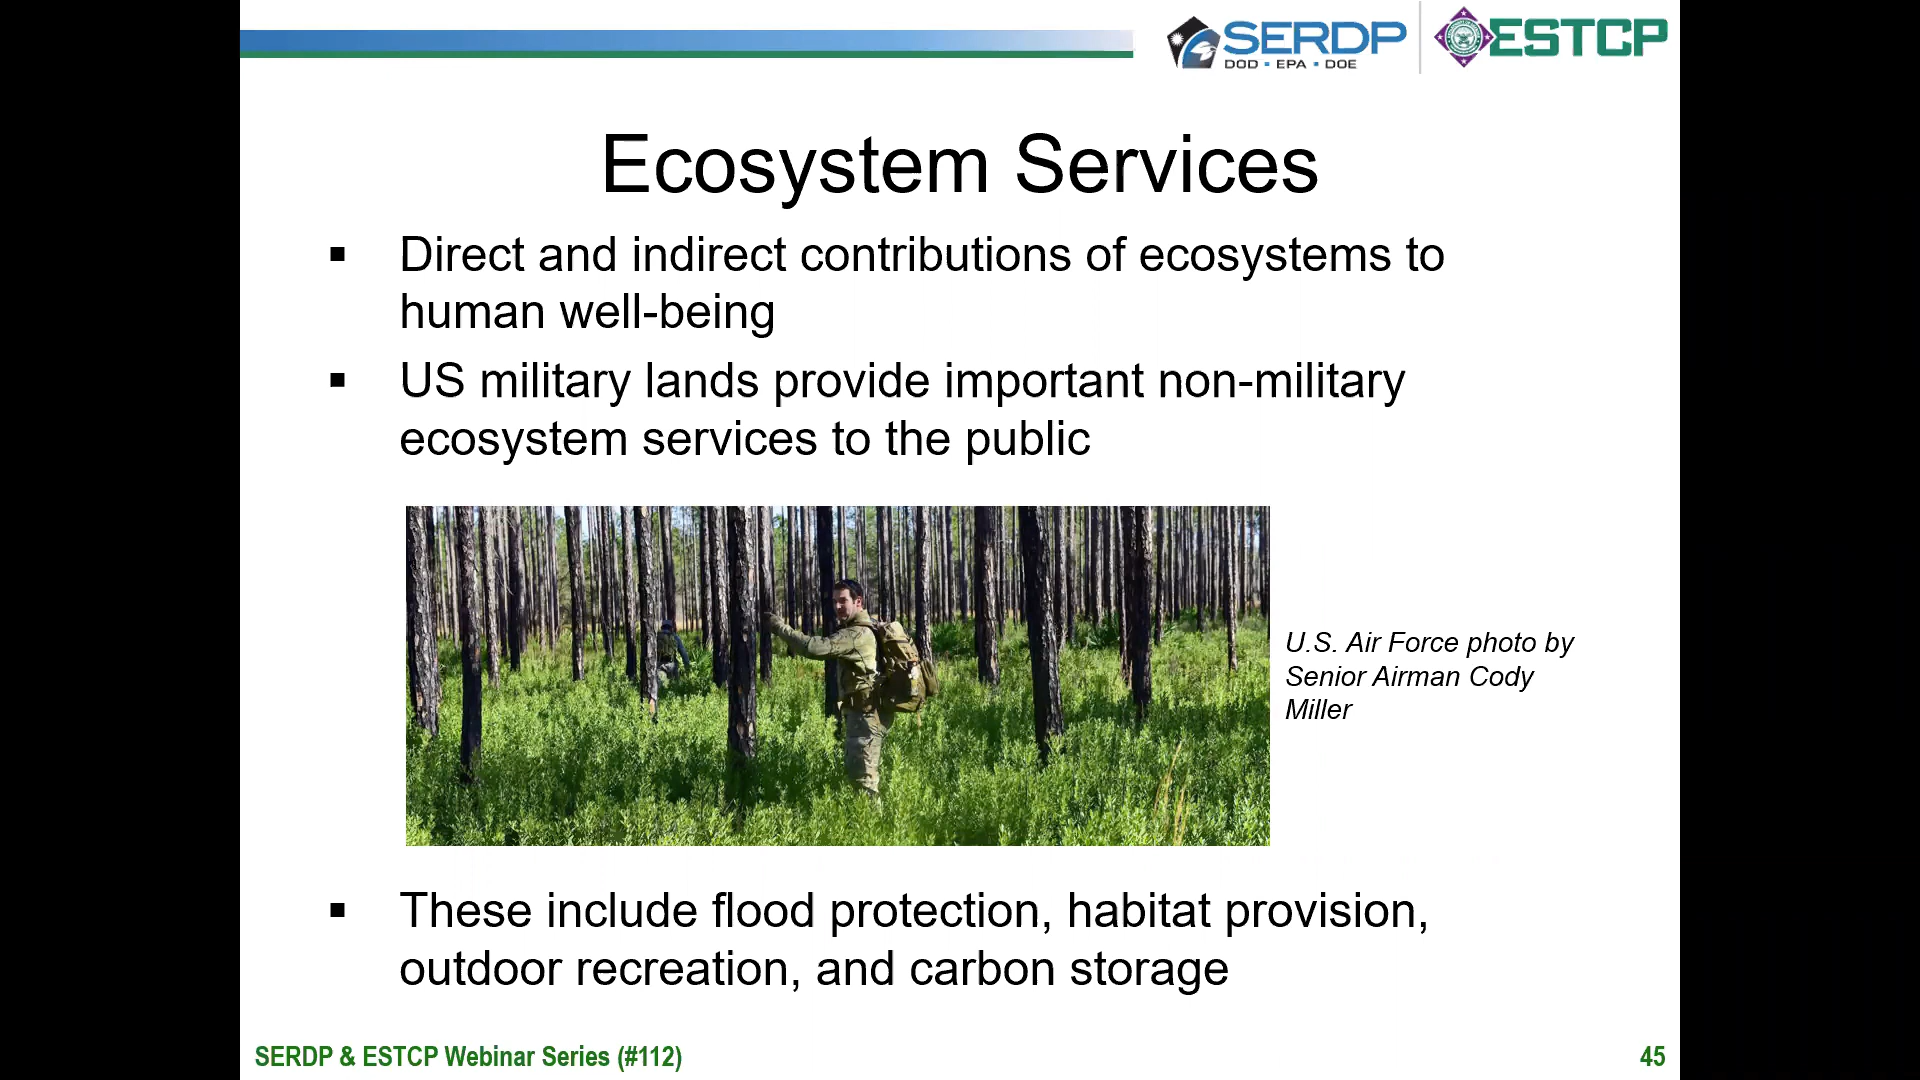 SERDP
DOD ▪ EPA ▪ DOE
ESTCP
Ecosystem Services
▪ Direct and indirect contributions of ecosystems to
human well-being
▪ US military lands provide important non-military
ecosystem services to the public
U.S. Air Force photo by
Senior Airman Cody
Miller
▪ These include flood protection, habitat provision,
outdoor recreation, and carbon storage
SERDP & ESTCP Webinar Series (#112)
45